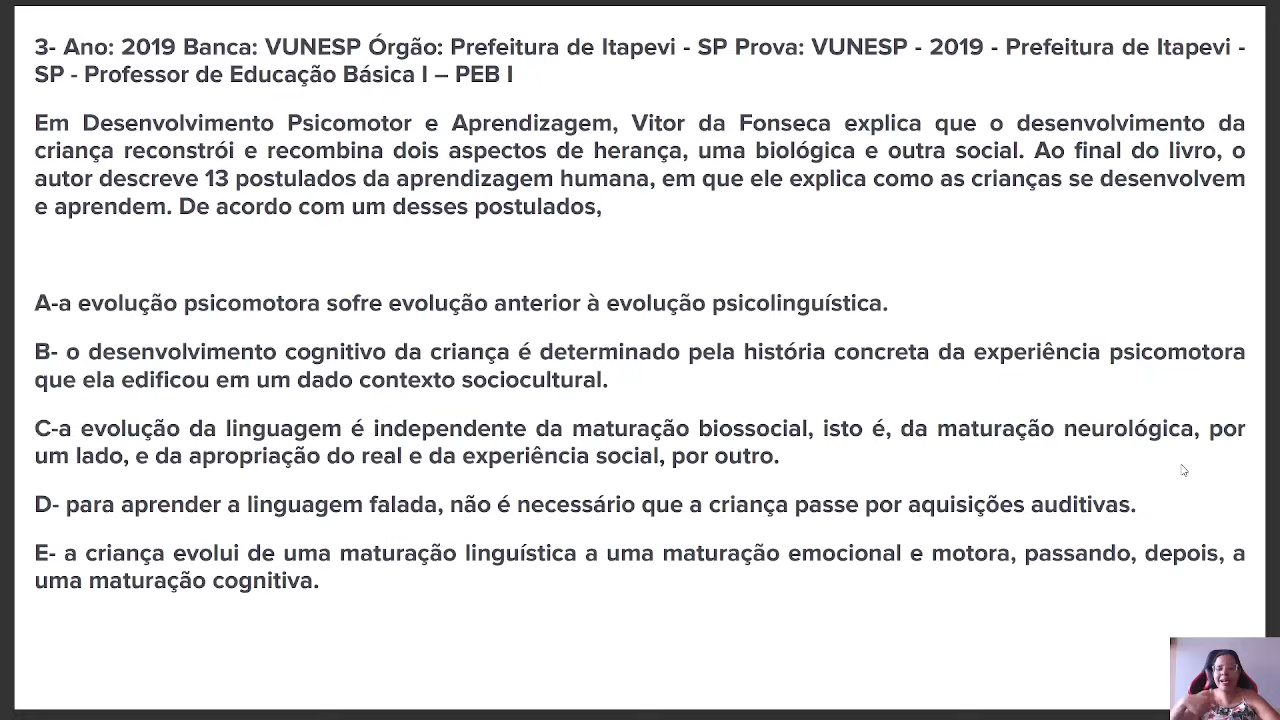 3- Ano: 2019 Banca: VUNESP Órgão: Prefeitura de Itapevi - SP Prova: VUNESP - 2019 - Prefeitura de Itapevi -
SP - Professor de Educação Básica I – PEB I
Em Desenvolvimento Psicomotor e Aprendizagem, Vitor da Fonseca explica que o desenvolvimento da
criança reconstrói e recombina dois aspectos de herança, uma biológica e outra social. Ao final do livro, o
autor descreve 13 postulados da aprendizagem humana, em que ele explica como as crianças se desenvolvem
e aprendem. De acordo com um desses postulados,
A-a evolução psicomotora sofre evolução anterior à evolução psicolinguística.
B- o desenvolvimento cognitivo da criança é determinado pela história concreta da experiência psicomotora
que ela edificou em um dado contexto sociocultural.
C-a evolução da linguagem é independente da maturação biossocial, isto é, da maturação neurológica, por
um lado, e da apropriação do real e da experiência social, por outro.
D- para aprender a linguagem falada, não é necessário que a criança passe por aquisições auditivas.
E- a criança evolui de uma maturação linguística a uma maturação emocional e motora, passando, depois, a
uma maturação cognitiva.